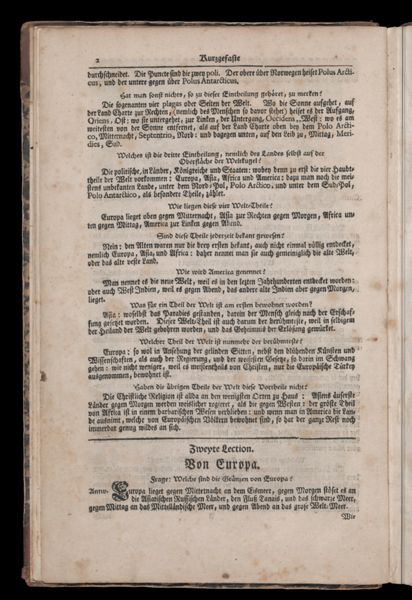 2 Kurzgefaste
durchschneidet. Die Puncte sind die zwey poli. Der obere über Norwegen heiset Polus Arcti-
cus, und der untere gegen über Polus Antarcticus.
Hat man sonst nichts, so zu dieser Eintheilung gehöret, zu mercken?
Die sogenanten vier plagus oder Seiten der Welt. Wo die Sonne aufgehet, auf
der Land Charte zur Rechten, (nemlich des Menschen so davor stehet) heiset es der Aufgang,
Oriens, Ost: wo sie untergehet, zur Lincken, der Untergang, Occidens, West: wo es am
weitesten von der Sonne entfernet, als auf der Land Charte oben bey dem Polo Arcti-
co, Mitternacht, Septentrio, Nord: und dagegen unten, auf den Leib zu, Mittag, Meri-
dies, Sud.
Welches ist die dritte Eintheilung, nemlich des Landes selbst auf der
Oberfläche der Weltkugel?
Die politische, in Länder, Königreiche und Staaten: wobey denn zu erst die vier Haupt-
theile der Welt vorkommen: Europa, Asia, Africa und America: dazu man noch die mei-
stens unbekanten Lande, unter dem Nord-Pol, Polo Arctico, und unter dem Sud-Pol,
Polo Antarctico, als besondere Theile, zählet.
Wie liegen diese vier Welt-Theile?
Europa lieget oben gegen Mitternacht, Asia zur Rechten gegen Morgen, Africa un-
ten gegen Mittag, America zur Lincken gegen Abend.
Sind diese Theile jederzeit bekant gewesen?
Nein: den Alten waren nur die drey ersten bekant, auch nicht einmal völlig entdecket,
nemlich Europa, Asia, und Africa: daher nennet man sie auch gemeiniglich die alte Welt,
oder das alte veste Land.
Wie wird America genennet?
Man nennet es die neue Welt, weil es in den letzten Jahrhunderten entdecket worden:
oder auch West Indien, weil es gegen Abend, das andere alte Indien aber gegen Morgen,
lieget.
Was für ein Theil der Welt ist am ersten bewohnet worden?
Asia: woselbst das Paradies gestanden, darein der Mensch gleich nach der Erschaf-
fung gesetzet worden. Dieser Welt-Theil ist auch darum der berühmteste, weil in selbigem
der Heiland der Welt gebohren worden, und das Geheimniß der Erlösung gewürket.
Welcher Theil der Welt ist nunmehr der berühmteste?
Europa: so wol in Ansehung der gelinden Sitten, nebst den blühenden Künsten und
Wissenschaften, als auch der Regierung, und der weisesten Gesetze, so darin im Schwang
gehen: wie nicht weniger, weil es meistentheils von Christen, nur die Europäische Türkey
ausgenommen, bewohnet ist.
Haben die übrigen Theile der Welt diese Vortheile nicht?
Die Christliche Religion ist allda an den wenigsten Orten zu Haus: Asiens äuserste
Länder gegen Morgen werden weislicher regieret, als die gegen Westen: der gröste Theil
von Africa ist in einem barbarischen Wesen verblieben: und wenn man in America die Lan-
de ausnimt, welche von Europäischen Völkern bewohnet sind, so hat der ganze Rest noch
immerdar genug wildes an sich.
Zweyte Lection.
Von Europa.
Frage: Welche sind die Gränzen von Europa?
Antw. Europa lieget gegen Mitternacht an dem Eismeer, gegen Morgen stöset es an
die Asiatischen Russischen Länder, den Fluß Tanais, und das schwarze Meer,
gegen Mittag an das Mittelländische Meer, und gegen Abend an das große Welt-Meer.
Wie